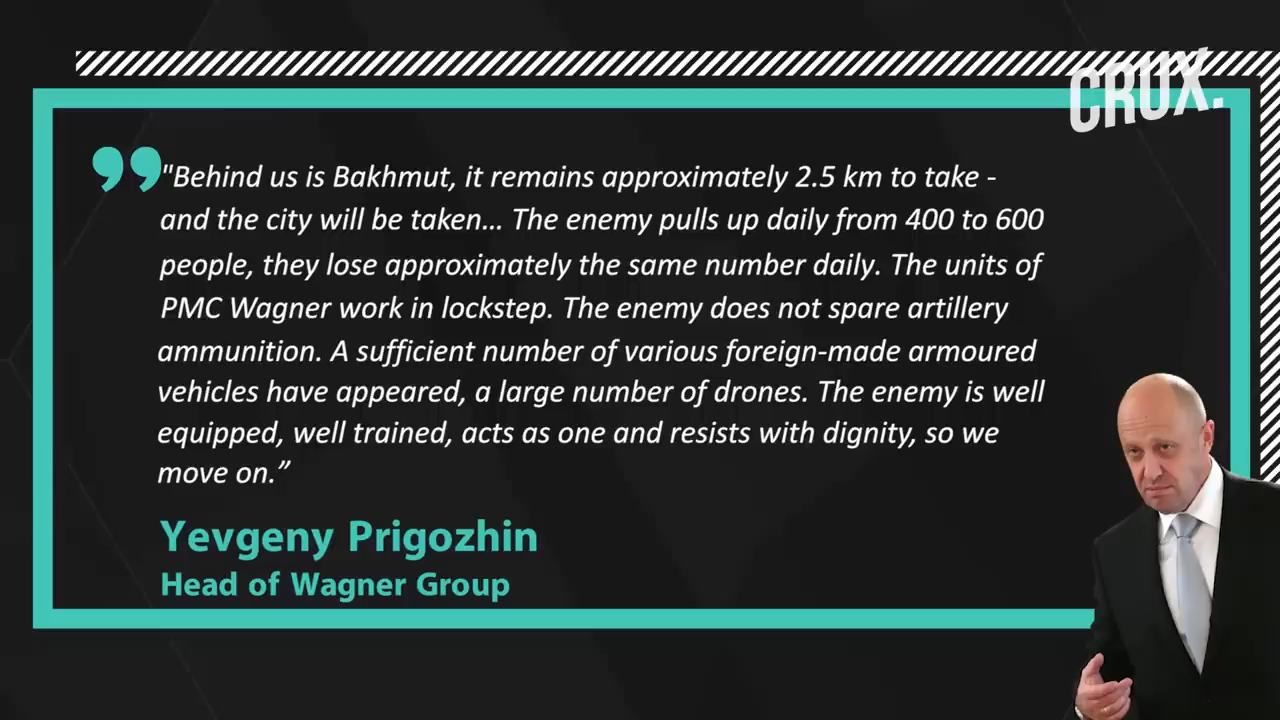 CRUX.
"Behind us is Bakhmut, it remains approximately 2.5 km to take -
and the city will be taken... The enemy pulls up daily from 400 to 600
people, they lose approximately the same number daily. The units of
PMC Wagner work in lockstep. The enemy does not spare artillery
ammunition. A sufficient number of various foreign-made armoured
vehicles have appeared, a large number of drones. The enemy is well
equipped, well trained, acts as one and resists with dignity, so we
move on.”
Yevgeny Prigozhin
Head of Wagner Group